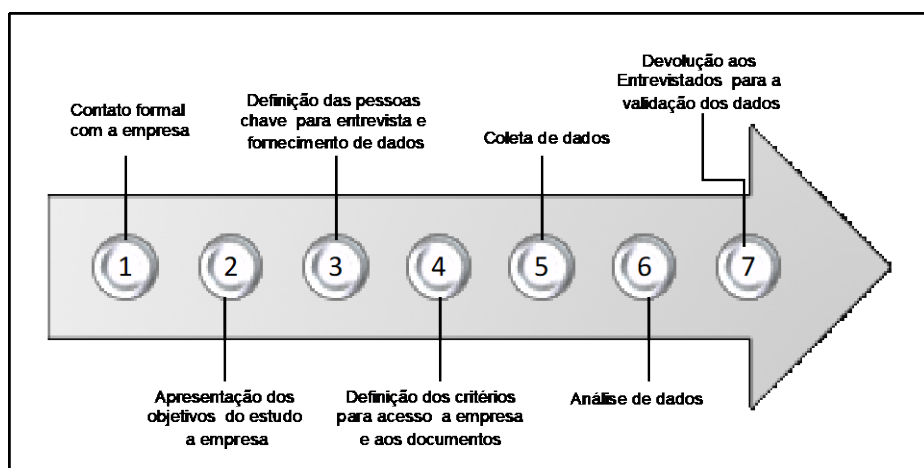 Contato formal
com a empresa
Definição das pessoas
chave para entrevista e
fornecimento de dados
Coleta de dados
Devolução aos
Entrevistados para a
validação dos dados
1
2
3
4
5
6
7
Apresentação dos
objetivos do estudo
a empresa
Definição dos critérios
para acesso a empresa
e aos documentos
Análise de dados